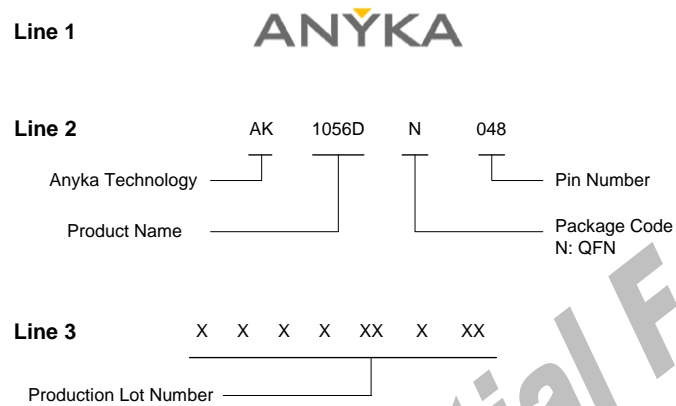 Line 1 ANYKA
Line 2 AK 1056D N 048
Anyka Technology Pin Number
Product Name Package Code
N: QFN
Line 3 X X X X XX X XX
Production Lot Number